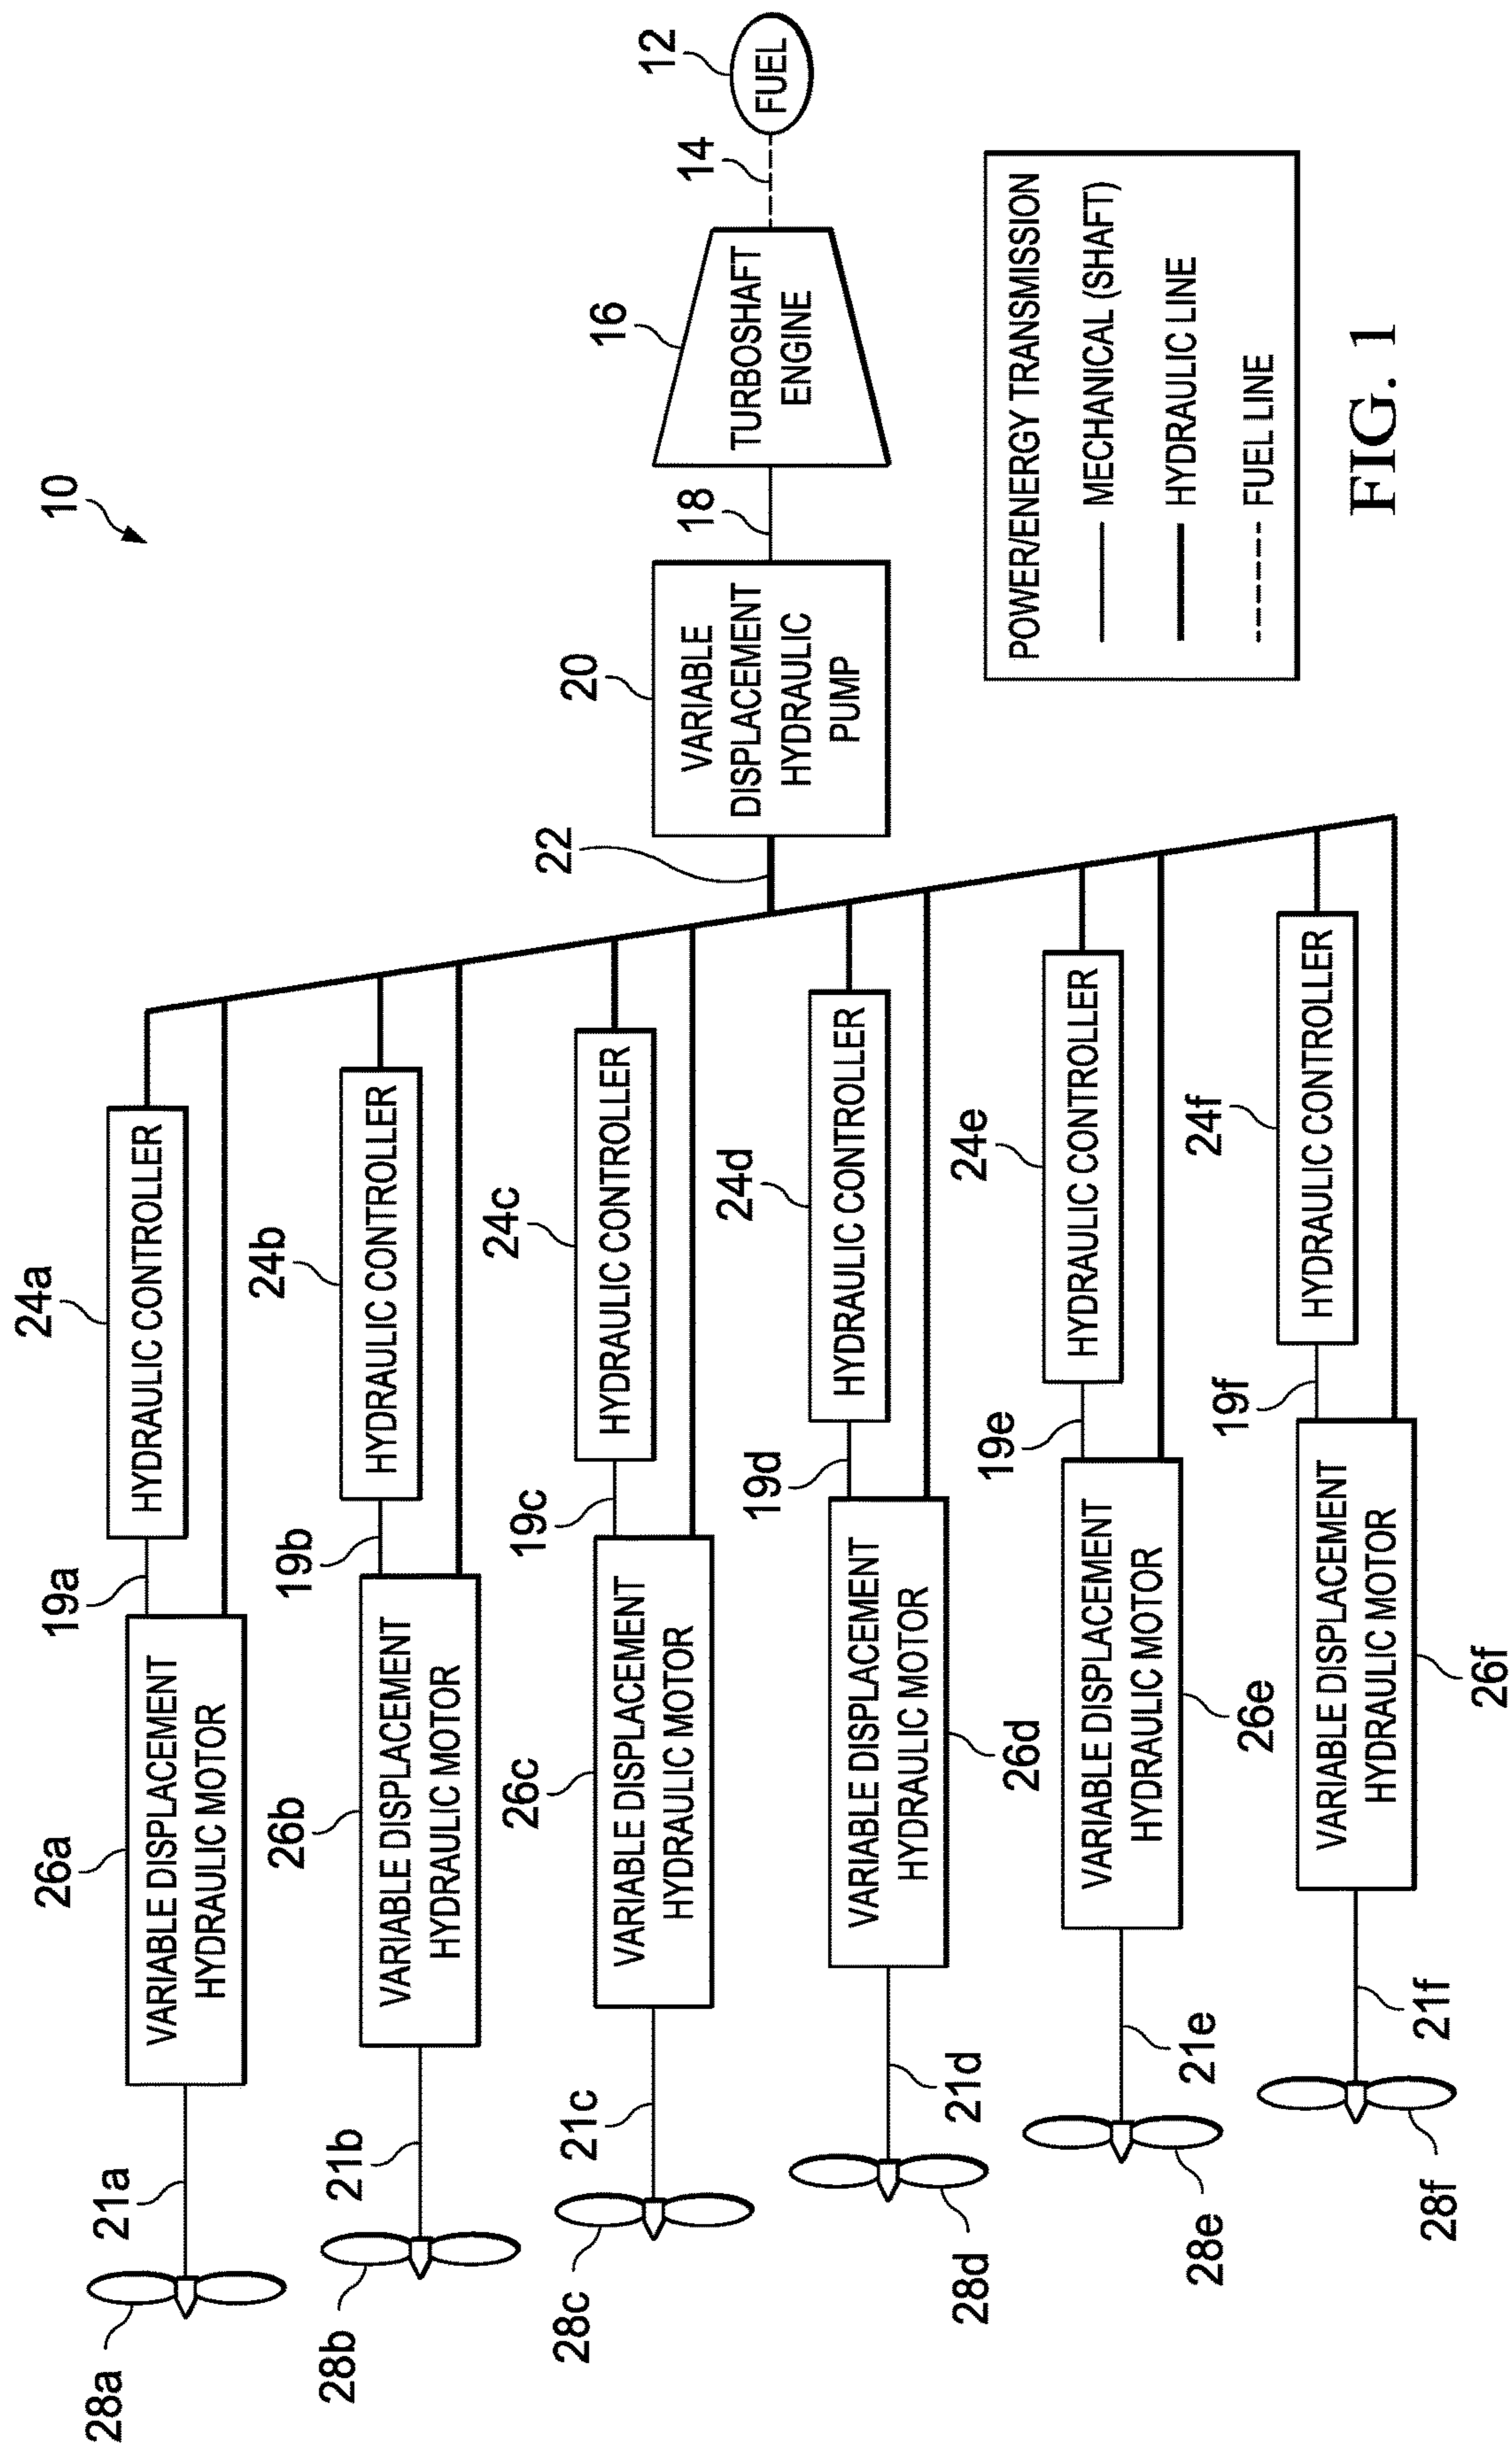 10
12
FUEL
14
16
TURBOSHAFT
ENGINE
18
20
VARIABLE
DISPLACEMENT
HYDRAULIC
PUMP
22
24a
HYDRAULIC CONTROLLER
19a
26a
VARIABLE DISPLACEMENT
HYDRAULIC MOTOR
21a
28a
24b
HYDRAULIC CONTROLLER
19b
26b
VARIABLE DISPLACEMENT
HYDRAULIC MOTOR
21b
28b
24c
HYDRAULIC CONTROLLER
19c
26c
VARIABLE DISPLACEMENT
HYDRAULIC MOTOR
21c
28c
24d
HYDRAULIC CONTROLLER
19d
VARIABLE DISPLACEMENT
HYDRAULIC MOTOR
26d
21d
28d
24e
HYDRAULIC CONTROLLER
19e
VARIABLE DISPLACEMENT
HYDRAULIC MOTOR
26e
21e
28e
24f
HYDRAULIC CONTROLLER
19f
VARIABLE DISPLACEMENT
HYDRAULIC MOTOR
26f
21f
28f
POWER/ENERGY TRANSMISSION
MECHANICAL (SHAFT)
HYDRAULIC LINE
FUEL LINE
FIG. 1